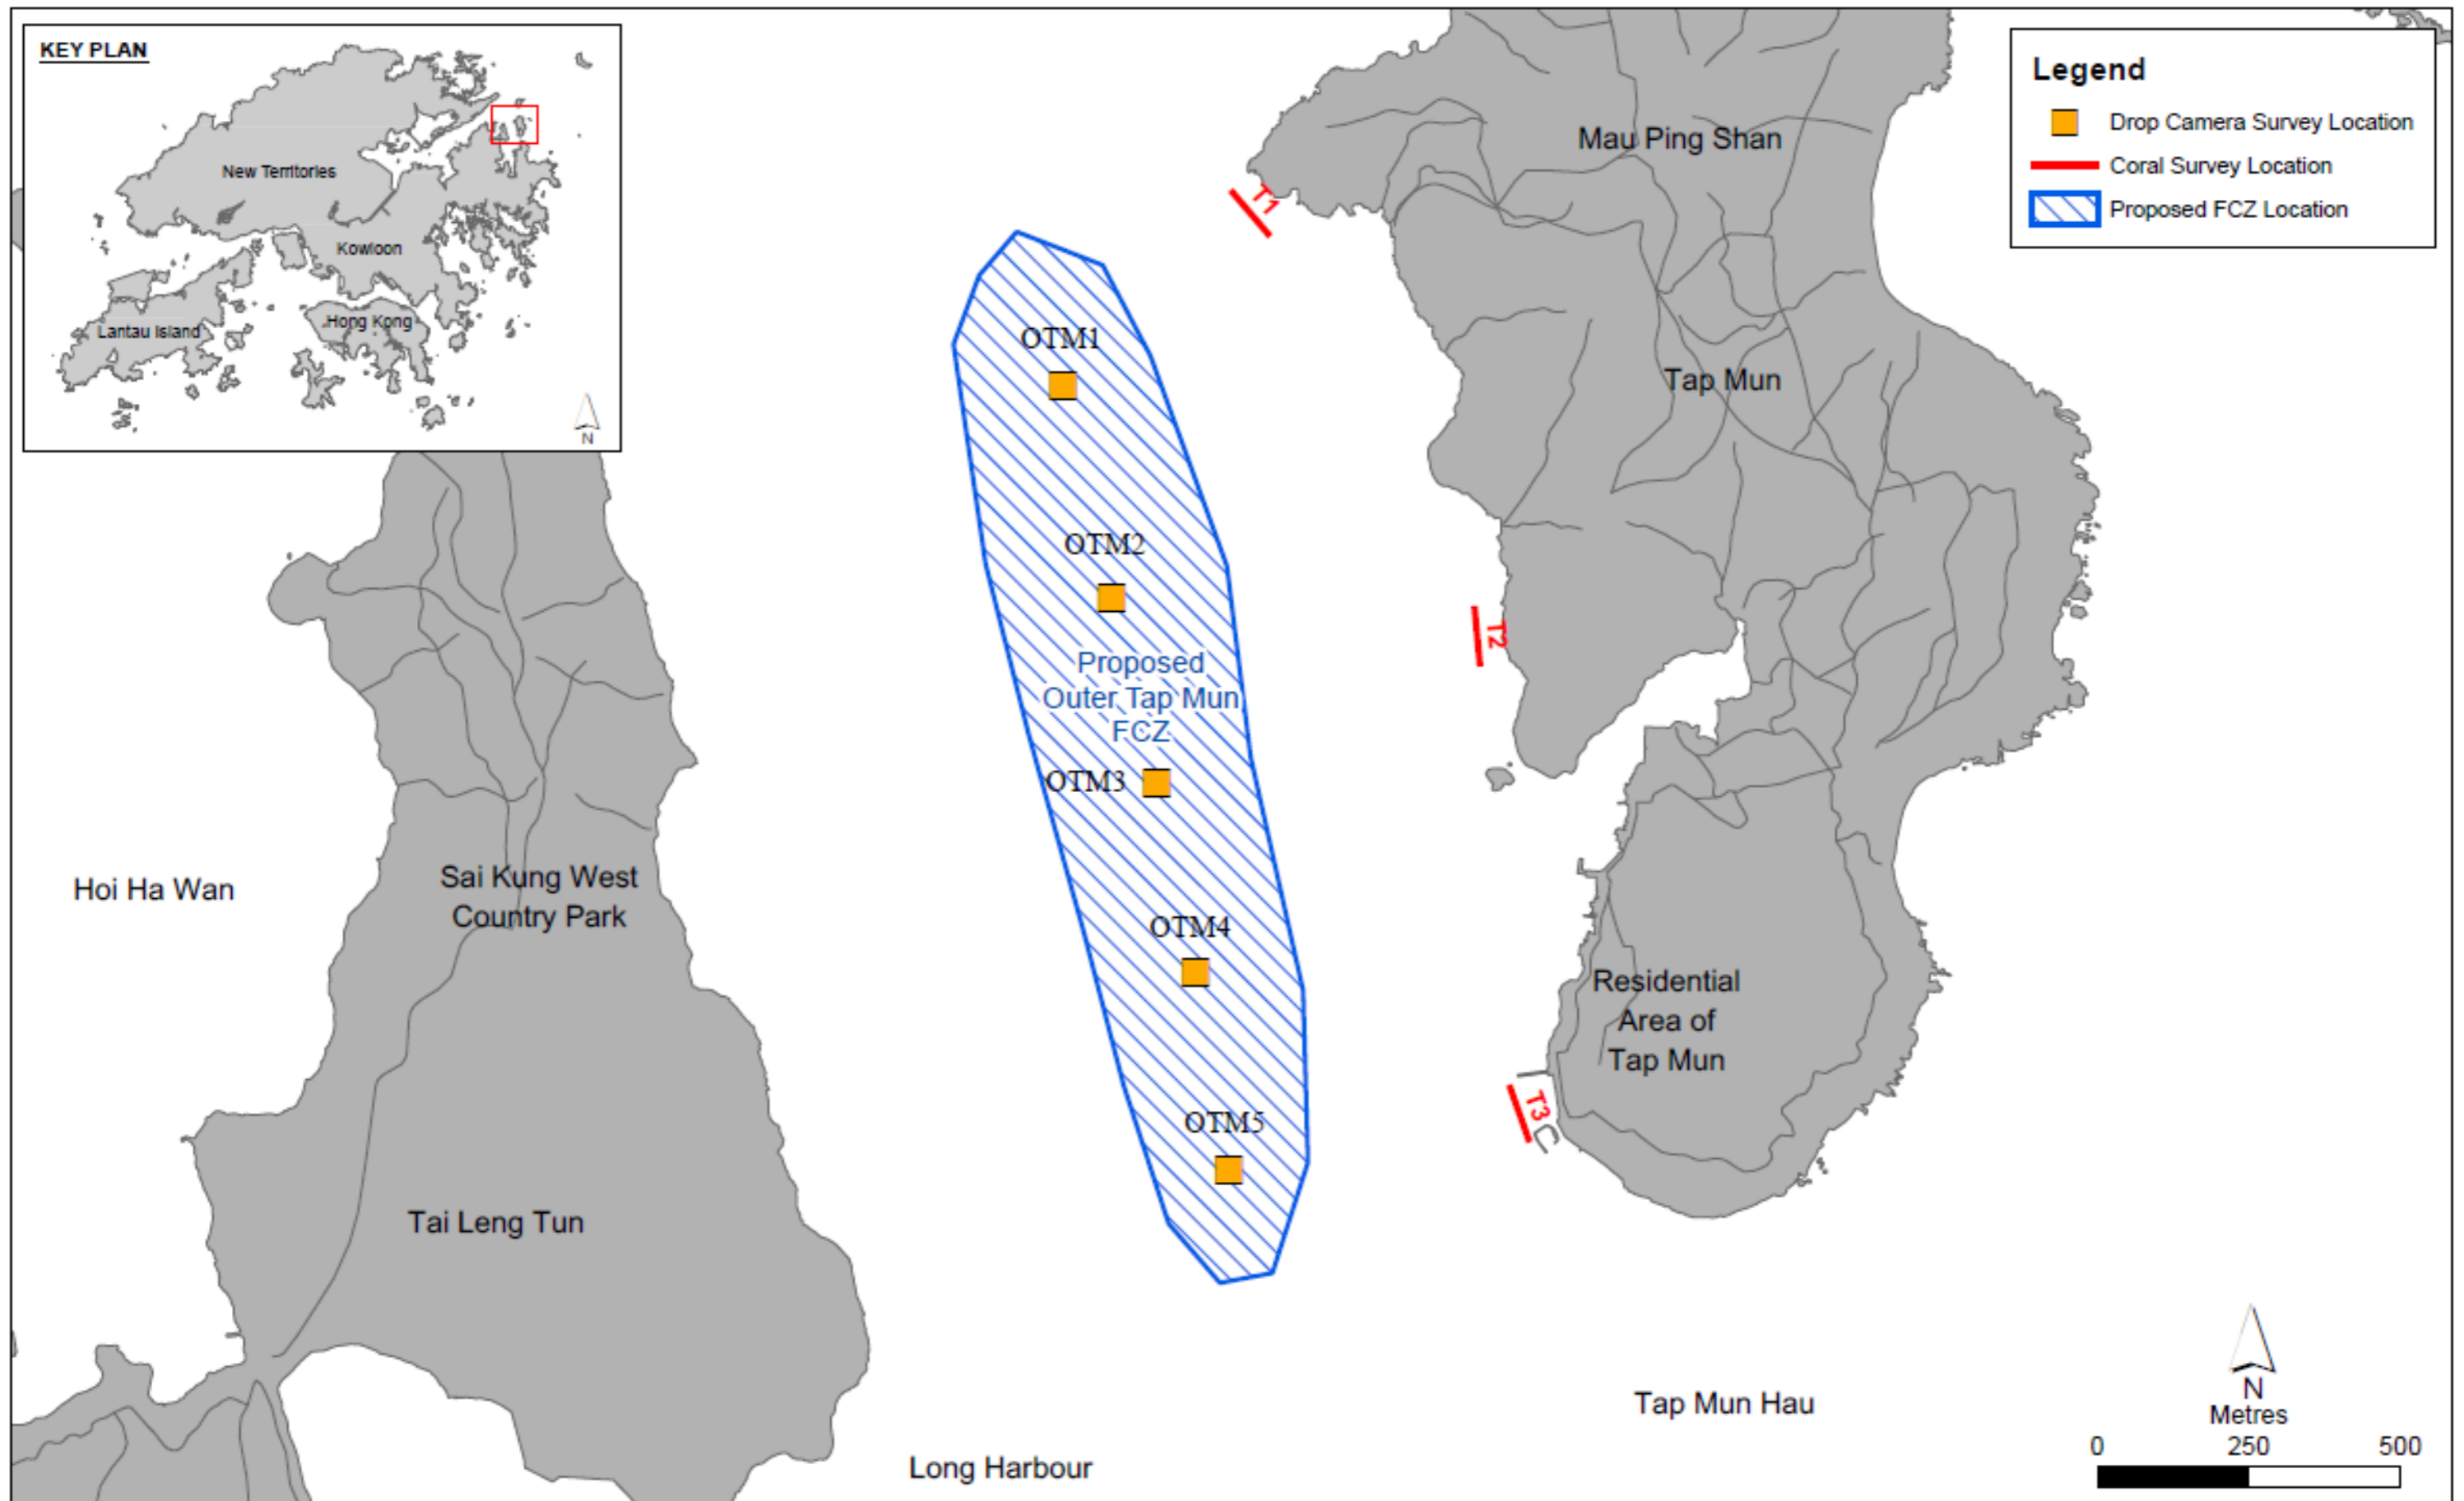 KEY PLAN
New Territories
Kowloon
Hong Kong
Lantau Island
N
Legend
Drop Camera Survey Location
Coral Survey Location
Proposed FCZ Location
Mau Ping Shan
T1
OTM1
Tap Mun
OTM2
T2
Proposed
Outer Tap Mun
FCZ
OTM3
Hoi Ha Wan
Sai Kung West
Country Park
OTM4
Residential
Area of
Tap Mun
T3
OTM5
Tai Leng Tun
Tap Mun Hau
Long Harbour
N
Metres
0 250 500